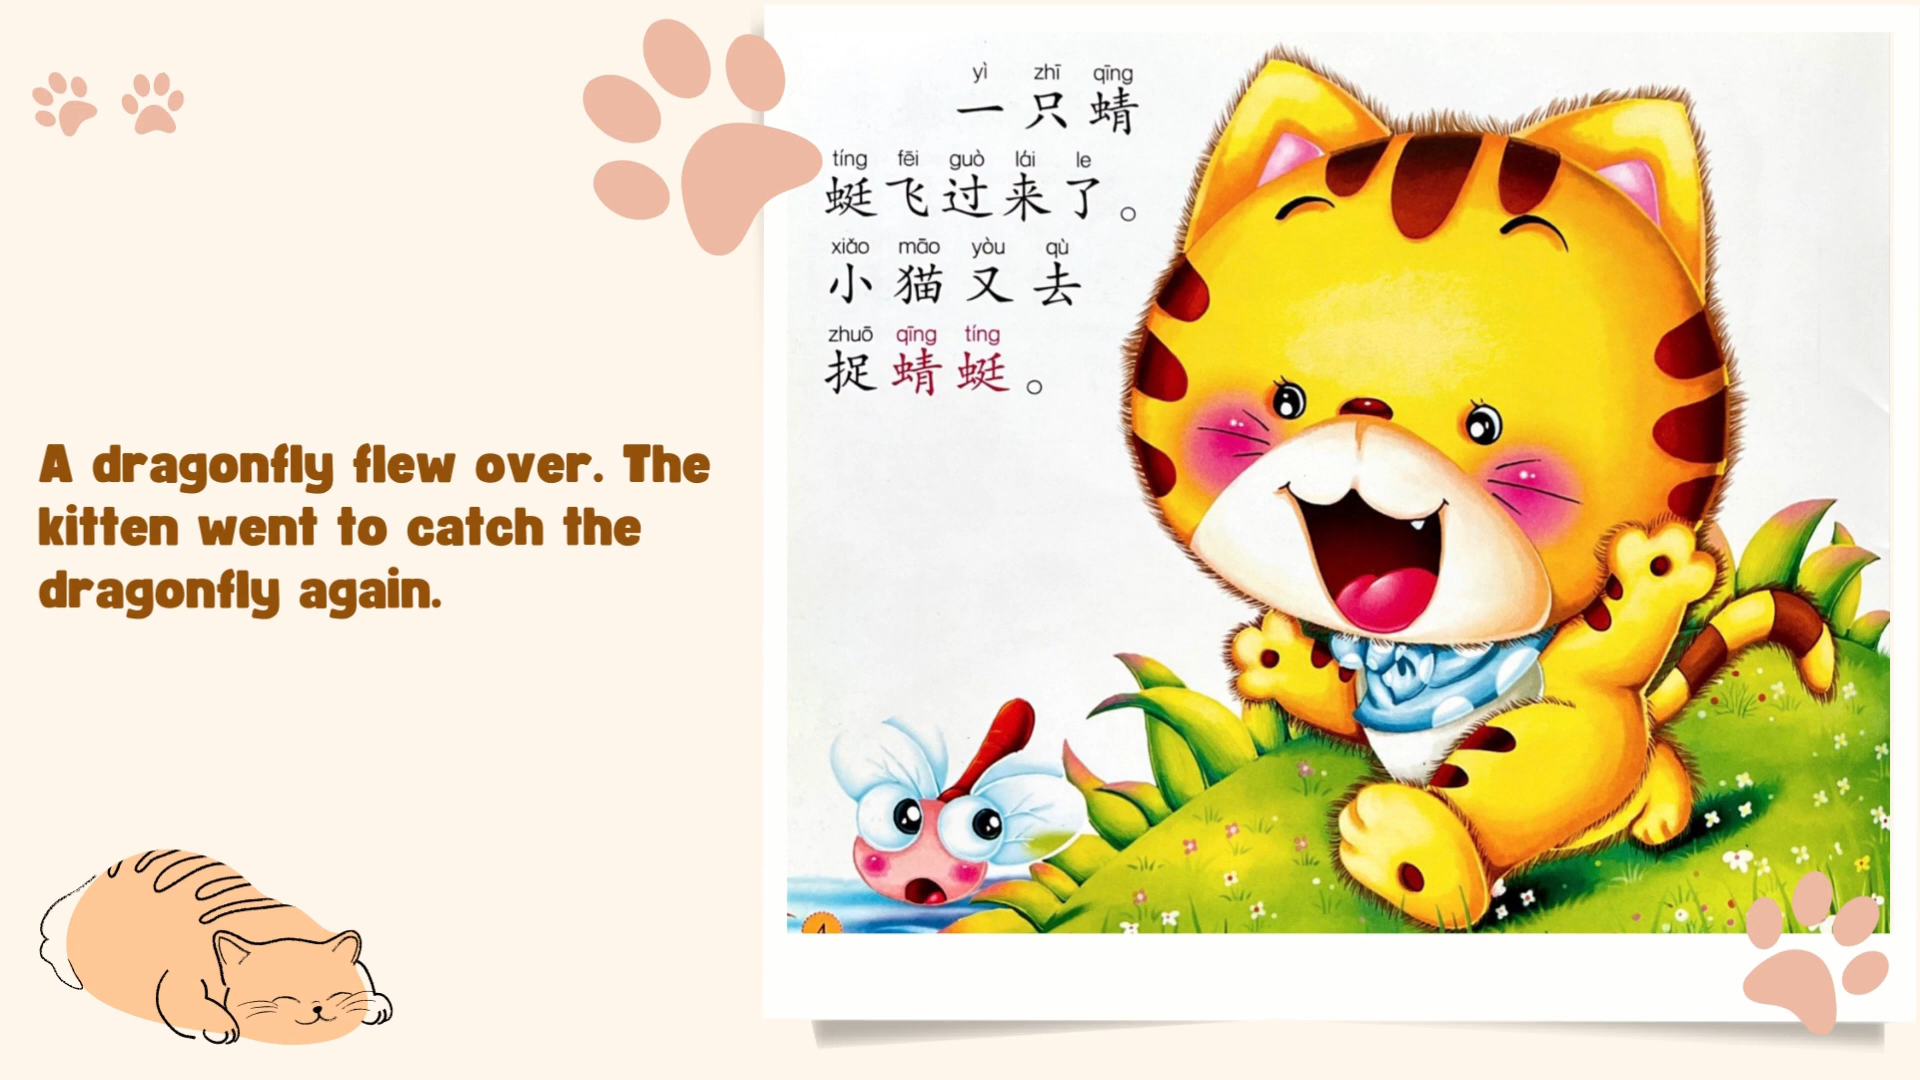 A dragonfly flew over. The
kitten went to catch the
dragonfly again.
yì zhī qīng
一 只 蜻
tíng fēi guò lái le
蜓 飞 过 来 了 。
xiǎo māo yòu qù
小 猫 又 去
zhuō qīng tíng
捉 蜻 蜓 。
4